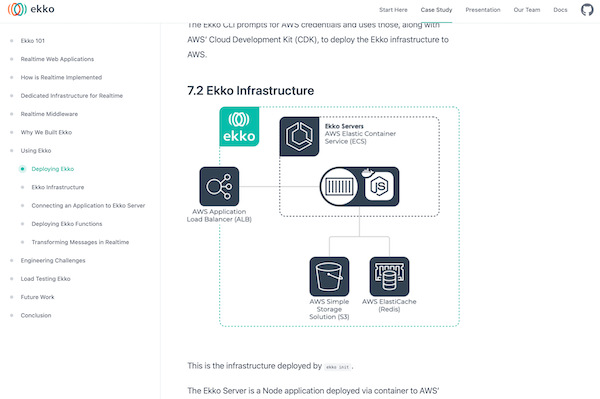 ekko
Start Here
Case Study
Presentation
Our Team
Docs
Ekko 101
Realtime Web Applications
How is Realtime Implemented
Dedicated Infrastructure for Realtime
Realtime Middleware
Why We Built Ekko
Using Ekko
Deploying Ekko
Ekko Infrastructure
Connecting an Application to Ekko Server
Deploying Ekko Functions
Transforming Messages in Realtime
Engineering Challenges
Load Testing Ekko
Future Work
Conclusion
The Ekko CLI prompts for AWS credentials and uses those, along with
AWS' Cloud Development Kit (CDK), to deploy the Ekko infrastructure to
AWS.
7.2 Ekko Infrastructure
ekko
Ekko Servers
AWS Elastic Container
Service (ECS)
JS
AWS Application
Load Balancer (ALB)
AWS Simple
Storage
Solution (S3)
AWS ElastiCache
(Redis)
This is the infrastructure deployed by ekko init .
The Ekko Server is a Node application deployed via container to AWS'